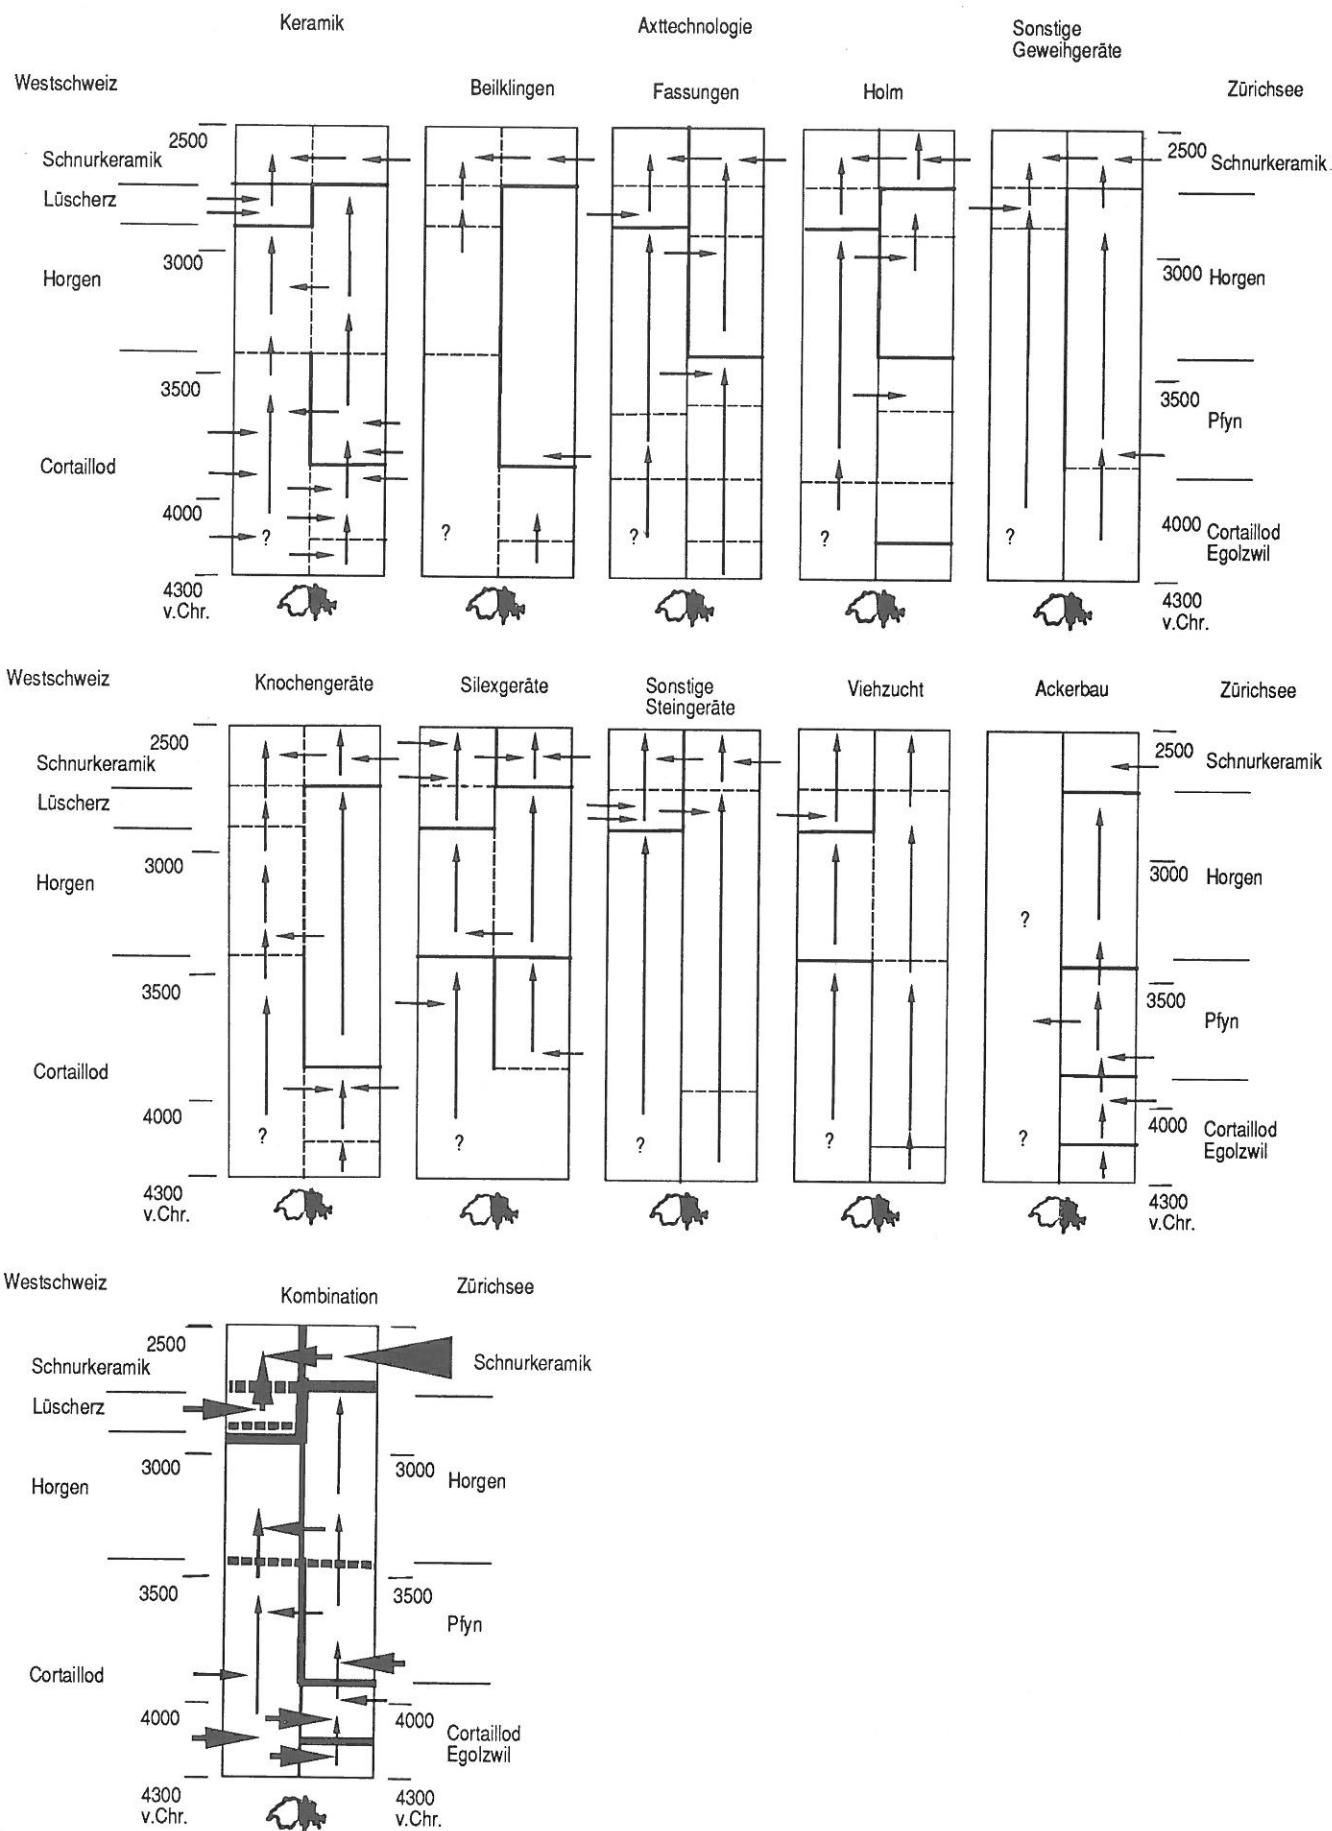 Keramik
Axttechnologie
Sonstige
Geweihgeräte
Westschweiz
Beilklingen
Fassungen
Holm
Zürichsee
2500
Schnurkeramik
Lüscherz
3000
Horgen
3500
Cortaillod
4000
4300
v.Chr.
?
?
?
?
?
2500
Schnurkeramik
3000
Horgen
3500
Pfyn
4000
Cortaillod
Egolzwil
4300
v.Chr.
Westschweiz
Knochengeräte
Silexgeräte
Sonstige
Steingeräte
Viehzucht
Ackerbau
Zürichsee
2500
Schnurkeramik
Lüscherz
3000
Horgen
3500
Cortaillod
4000
4300
v.Chr.
?
?
?
?
?
?
2500
Schnurkeramik
3000
Horgen
3500
Pfyn
4000
Cortaillod
Egolzwil
4300
v.Chr.
Westschweiz
Kombination
Zürichsee
2500
Schnurkeramik
Lüscherz
3000
Horgen
3500
Cortaillod
4000
4300
v.Chr.
Schnurkeramik
3000
Horgen
3500
Pfyn
4000
Cortaillod
Egolzwil
4300
v.Chr.